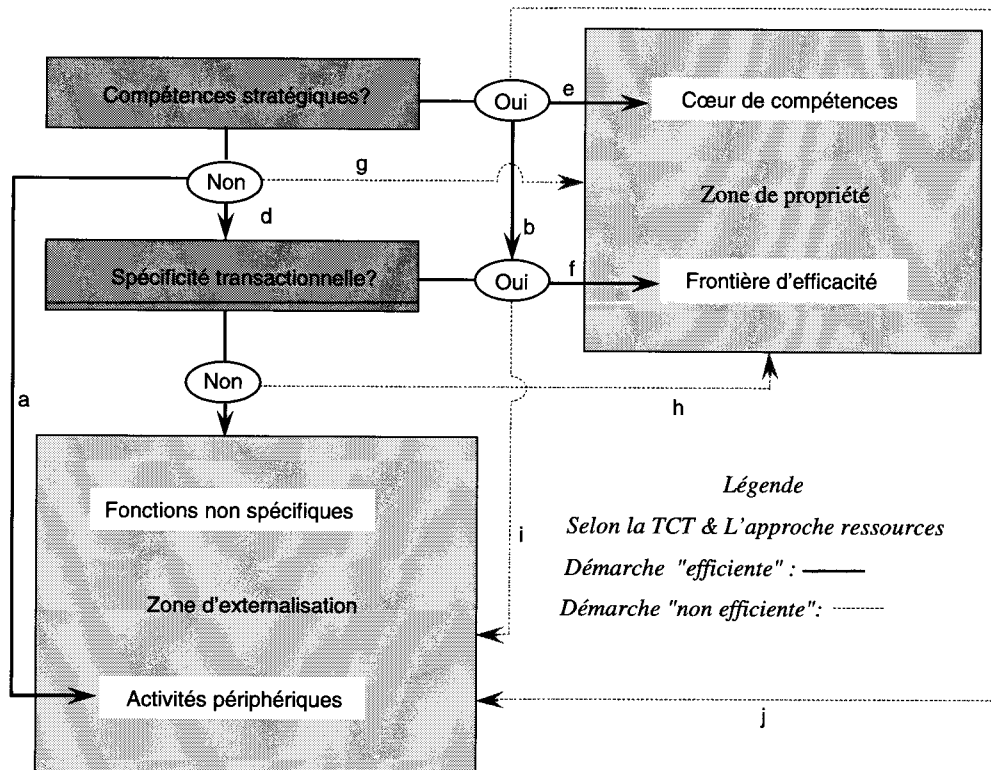 Compétences stratégiques?
Oui
e
Cœur de compétences
Non
g
Zone de propriété
d
b
Spécificité transactionnelle?
Oui
f
Frontière d'efficacité
Non
a
h
Fonctions non spécifiques
i
Zone d'externalisation
Activités périphériques
j
Légende
Selon la TCT & L'approche ressources
Démarche "efficiente" :
Démarche "non efficiente":